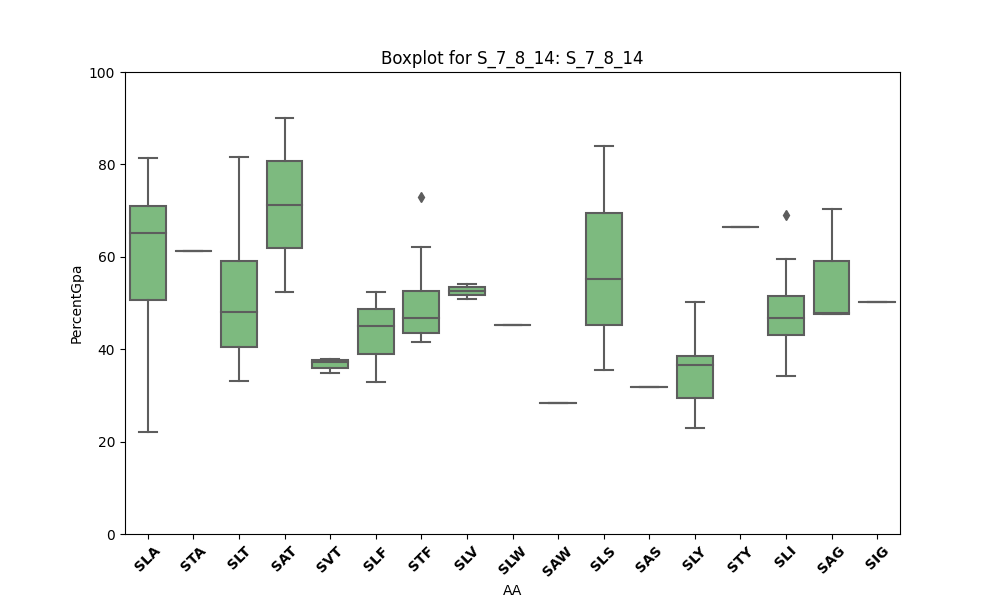 Boxplot for S_7_8_14: S_7_8_14
100
80
60
40
20
0
PercentGpa
SLA STA SLT SAT SVT SLF STF SLV SLW SAW SLS SAS SLY STY SLI SAG SIG
AA